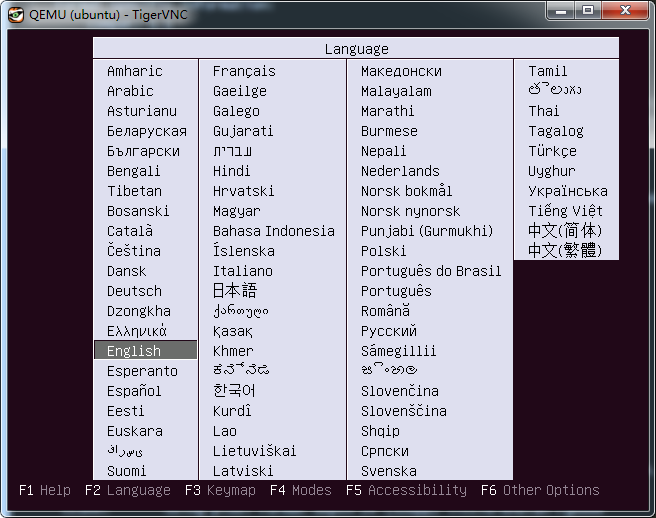 QEMU (ubuntu) - TigerVNC
Language
Amharic
Arabic
Asturianu
Беларуская
Български
Bengali
Tibetan
Bosanski
Català
Čeština
Dansk
Deutsch
Dzongkha
Ελληνικά
English
Esperanto
Español
Eesti
Euskara
ﻰﺳرﺎﻓ
Suomi
Français
Gaeilge
Galego
Gujarati
עברית
Hindi
Hrvatski
Magyar
Bahasa Indonesia
Íslenska
Italiano
日本語
ქართული
Қазақ
Khmer
ಕನ್ನಡ
한국어
Kurdî
Lao
Lietuviškai
Latviski
Македонски
Malayalam
Marathi
Burmese
Nepali
Nederlands
Norsk bokmål
Norsk nynorsk
Punjabi (Gurmukhi)
Polski
Português do Brasil
Português
Română
Русский
Sámegillii
සිංහල
Slovenčina
Slovenščina
Shqip
Српски
Svenska
Tamil
తెలుగు
Thai
Tagalog
Türkçe
Uyghur
Українська
Tiếng Việt
中文(简体)
中文(繁體)
F1 Help F2 Language F3 Keymap F4 Modes F5 Accessibility F6 Other Options